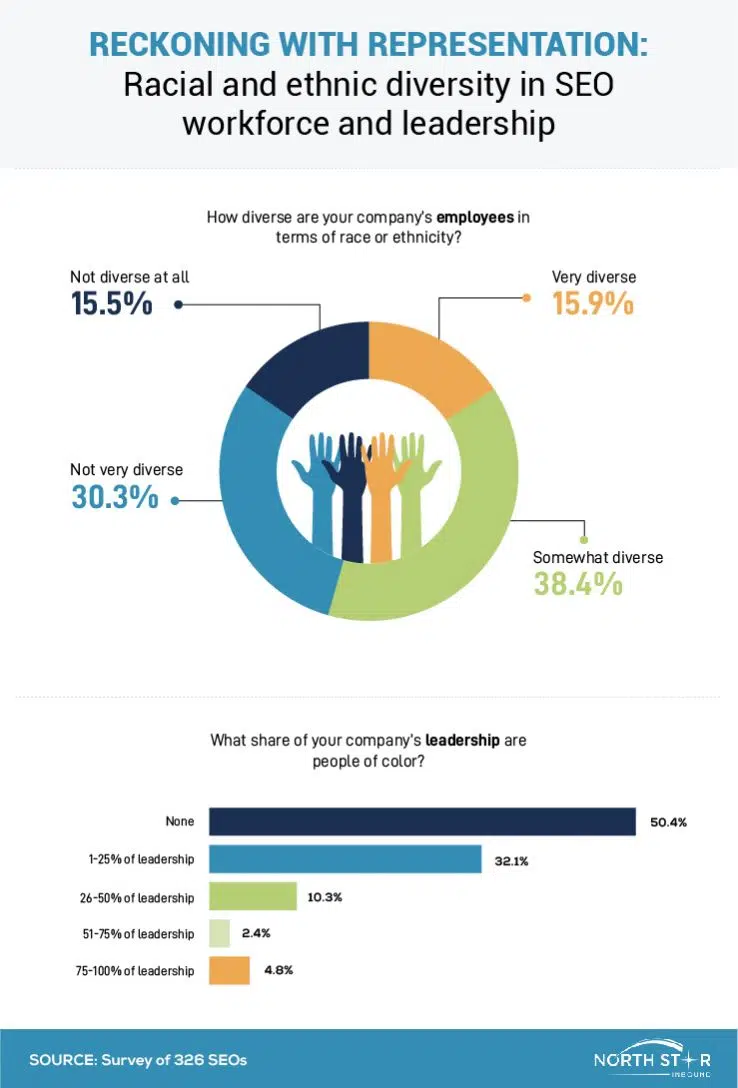 RECKONING WITH REPRESENTATION:
Racial and ethnic diversity in SEO
workforce and leadership
How diverse are your company's employees in
terms of race or ethnicity?
Not diverse at all
15.5%
Very diverse
15.9%
Not very diverse
30.3%
Somewhat diverse
38.4%
What share of your company's leadership are
people of color?
None
50.4%
1-25% of leadership
32.1%
26-50% of leadership
10.3%
51-75% of leadership
2.4%
75-100% of leadership
4.8%
SOURCE: Survey of 326 SEOs
NORTH STAR
INBOUND